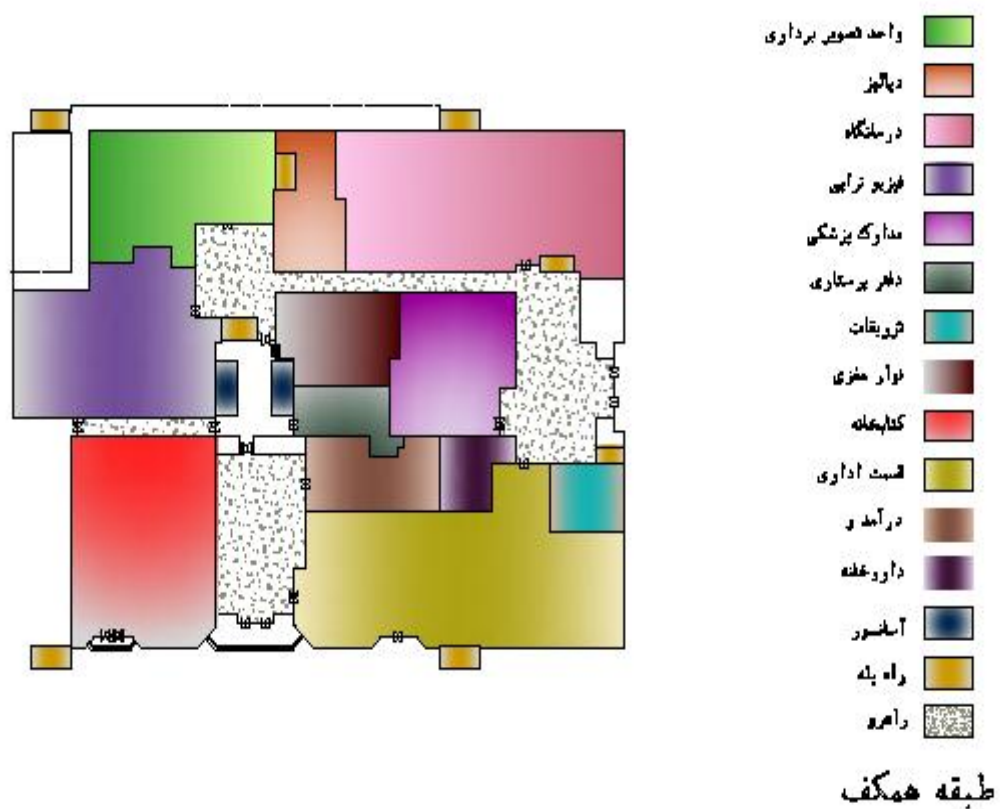 واحد تصویر برداری
دیالیز
درمانگاه
فیزیو تراپی
مدارک پزشکی
دفتر پرستاری
تزریقات
نوار مغزی
کتابخانه
قسمت اداری
درآمد و
داروخانه
آسانسور
راه پله
راهرو
طبقه همکف